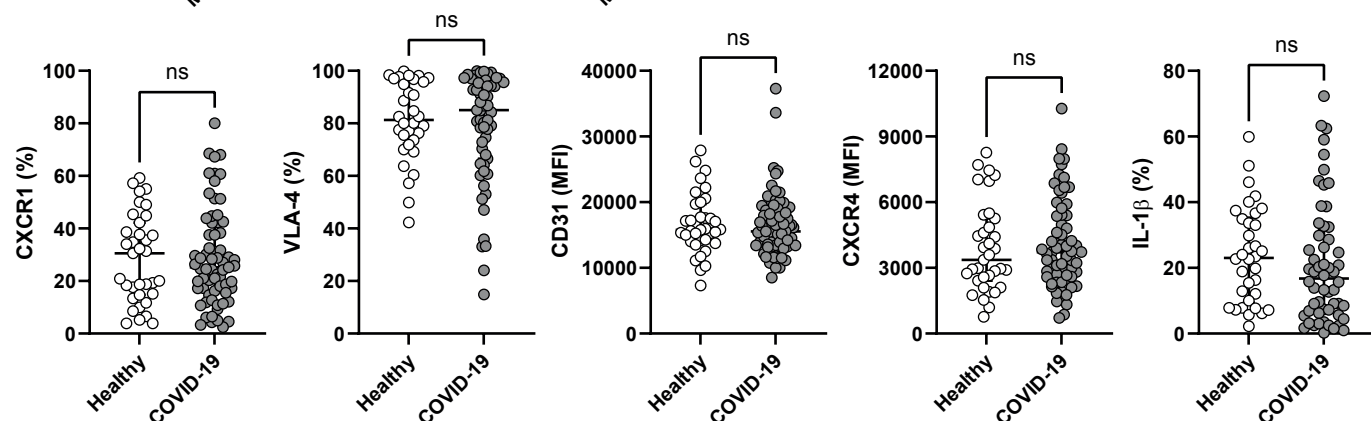 CXCR1 (%)
100
80
60
40
20
0
ns
Healthy
COVID-19
VLA-4 (%)
100
80
60
40
20
0
ns
Healthy
COVID-19
CD31 (MFI)
40000
30000
20000
10000
0
ns
Healthy
COVID-19
CXCR4 (MFI)
12000
9000
6000
3000
0
ns
Healthy
COVID-19
IL-1β (%)
80
60
40
20
0
ns
Healthy
COVID-19